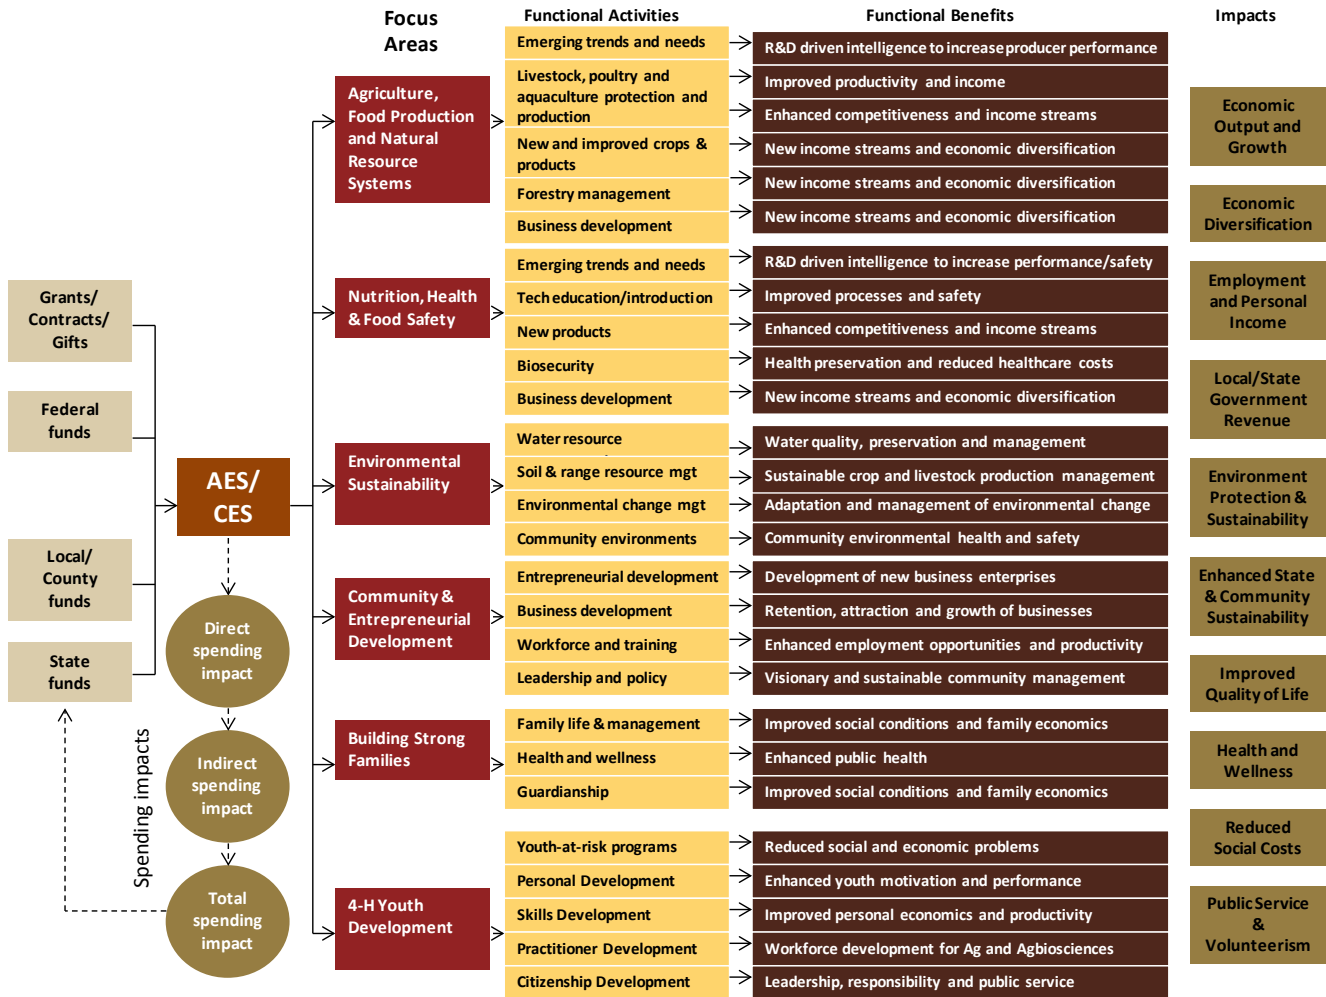 Focus
Areas
Functional Activities
Functional Benefits
Impacts
Grants/
Contracts/
Gifts
Federal
funds
Local/
County
funds
State
funds
AES/
CES
Direct
spending
impact
Indirect
spending
impact
Total
spending
impact
Spending impacts
Agriculture,
Food Production
and Natural
Resource
Systems
Emerging trends and needs
Livestock, poultry and
aquaculture protection and
production
New and improved crops &
products
Forestry management
Business development
R&D driven intelligence to increase producer performance
Improved productivity and income
Enhanced competitiveness and income streams
New income streams and economic diversification
New income streams and economic diversification
New income streams and economic diversification
Nutrition, Health
& Food Safety
Emerging trends and needs
Tech education/introduction
New products
Biosecurity
Business development
R&D driven intelligence to increase performance/safety
Improved processes and safety
Enhanced competitiveness and income streams
Health preservation and reduced healthcare costs
New income streams and economic diversification
Environmental
Sustainability
Water resource
Soil & range resource mgt
Environmental change mgt
Community environments
Water quality, preservation and management
Sustainable crop and livestock production management
Adaptation and management of environmental change
Community environmental health and safety
Community &
Entrepreneurial
Development
Entrepreneurial development
Business development
Workforce and training
Leadership and policy
Development of new business enterprises
Retention, attraction and growth of businesses
Enhanced employment opportunities and productivity
Visionary and sustainable community management
Building Strong
Families
Family life & management
Health and wellness
Guardianship
Improved social conditions and family economics
Enhanced public health
Improved social conditions and family economics
4-H Youth
Development
Youth-at-risk programs
Personal Development
Skills Development
Practitioner Development
Citizenship Development
Reduced social and economic problems
Enhanced youth motivation and performance
Improved personal economics and productivity
Workforce development for Ag and Agbiosciences
Leadership, responsibility and public service
Economic
Output and
Growth
Economic
Diversification
Employment
and Personal
Income
Local/State
Government
Revenue
Environment
Protection &
Sustainability
Enhanced State
& Community
Sustainability
Improved
Quality of Life
Health and
Wellness
Reduced
Social Costs
Public Service
&
Volunteerism